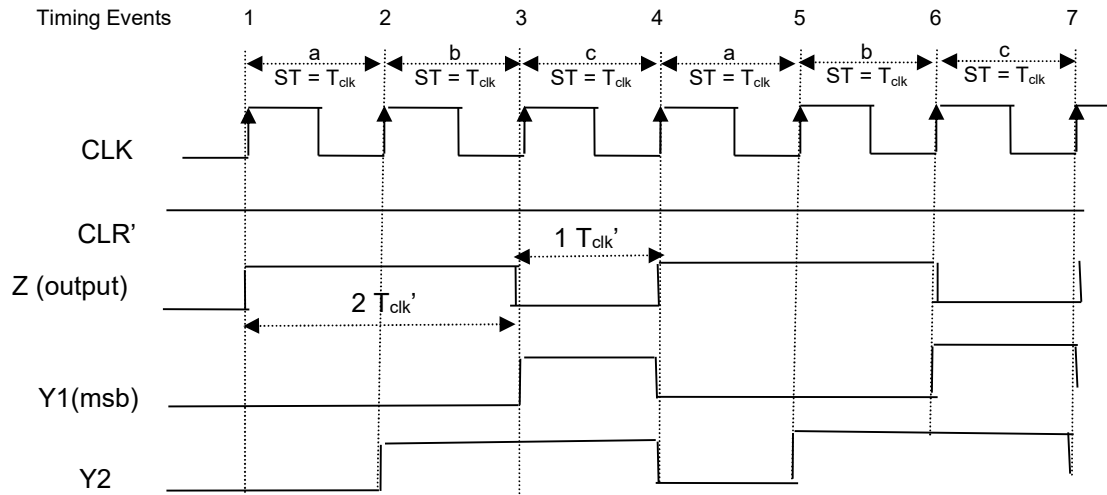 Timing Events 1 2 3 4 5 6 7
a b c a b c
ST = Tclk ST = Tclk ST = Tclk ST = Tclk ST = Tclk ST = Tclk
CLK
CLR’
1 Tclk’
Z (output)
2 Tclk’
Y1(msb)
Y2